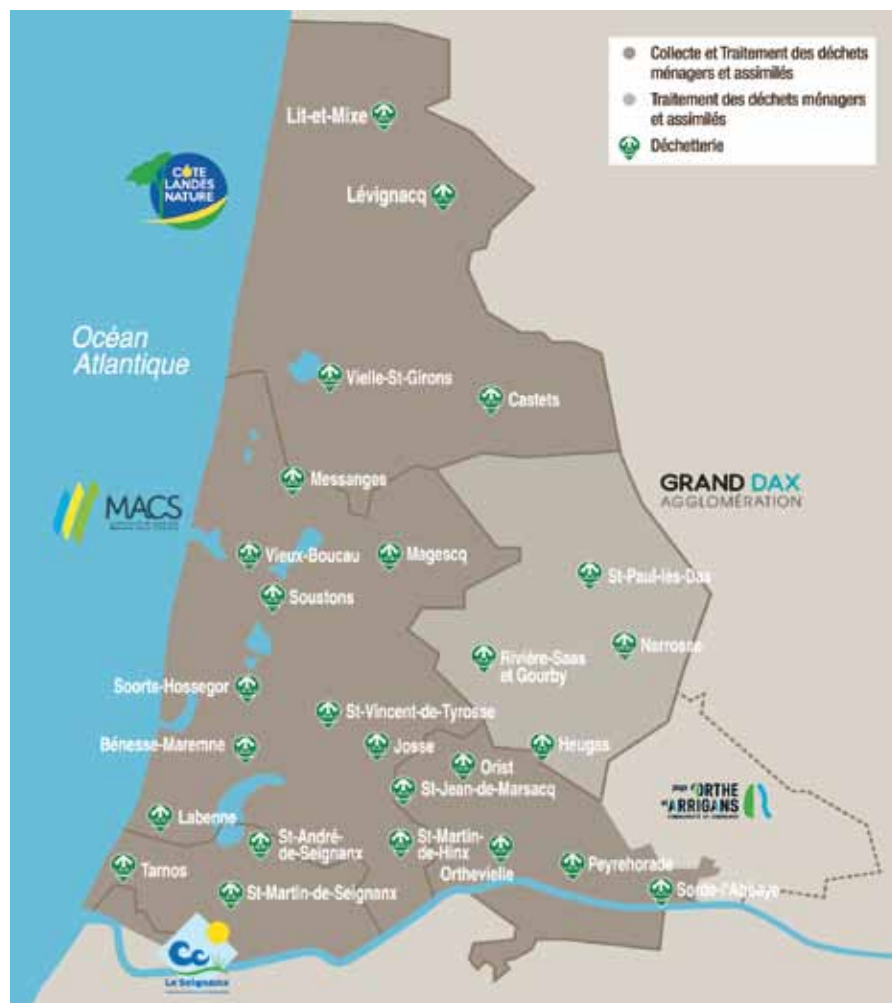 Collecte et Traitement des déchets
ménagers et assimilés
Traitement des déchets ménagers
et assimilés
Déchetterie
Lit-et-Mixe
CÔTE
LANDES
NATURE
Lévignacq
Océan
Atlantique
Vielle-St-Girons
Castets
Messanges
GRAND DAX
AGGLOMÉRATION
MACS
Vieux-Boucau
Magescq
St-Paul-lès-Dax
Soustons
Narrosse
Rivière-Saas
et Gourby
Soorts-Hossegor
St-Vincent-de-Tyrosse
Bénesse-Maremne
Josse
Heugas
Orist
St-Jean-de-Marsacq
PAYS D'ORTHE
ET ARRIGANS
Labenne
St-André-
de-Seignanx
St-Martin-
de-Hinx
Orthevielle
Tarnos
Peyrehorade
St-Martin-de-Seignanx
Sorde-l'Abbaye
Le Seignanx